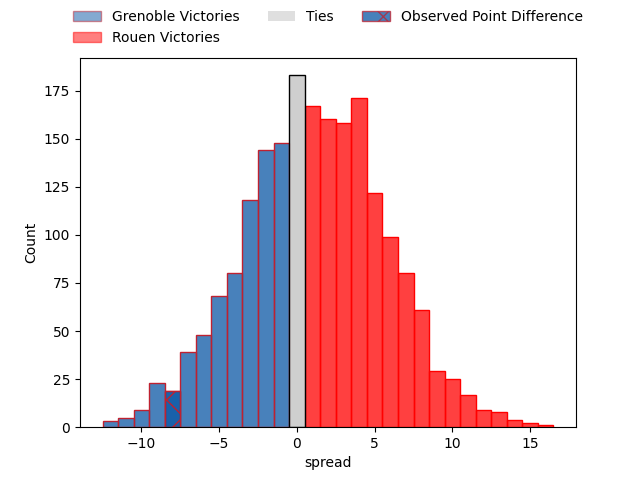 Grenoble Victories
Rouen Victories
Ties
Observed Point Difference
Count
175
150
125
100
75
50
25
0
−10
−5
0
5
10
15
spread